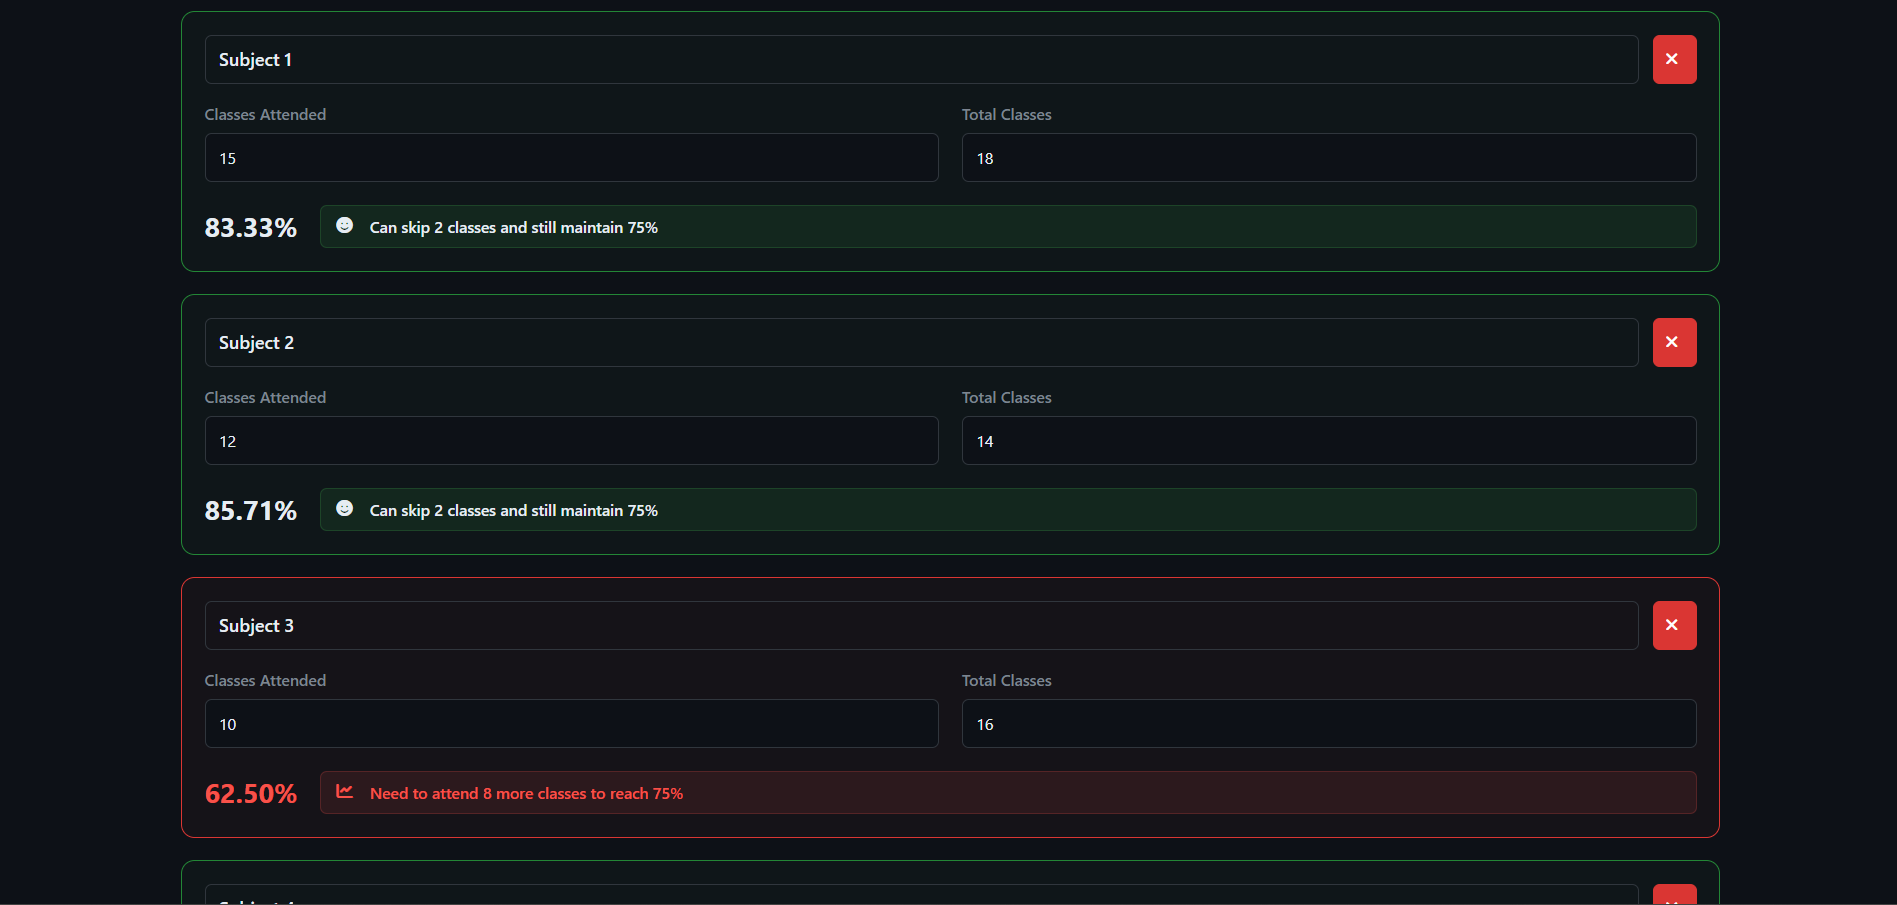 Subject 1
Classes Attended
Total Classes
15
18
83.33%
Can skip 2 classes and still maintain 75%
Subject 2
Classes Attended
Total Classes
12
14
85.71%
Can skip 2 classes and still maintain 75%
Subject 3
Classes Attended
Total Classes
10
16
62.50%
Need to attend 8 more classes to reach 75%